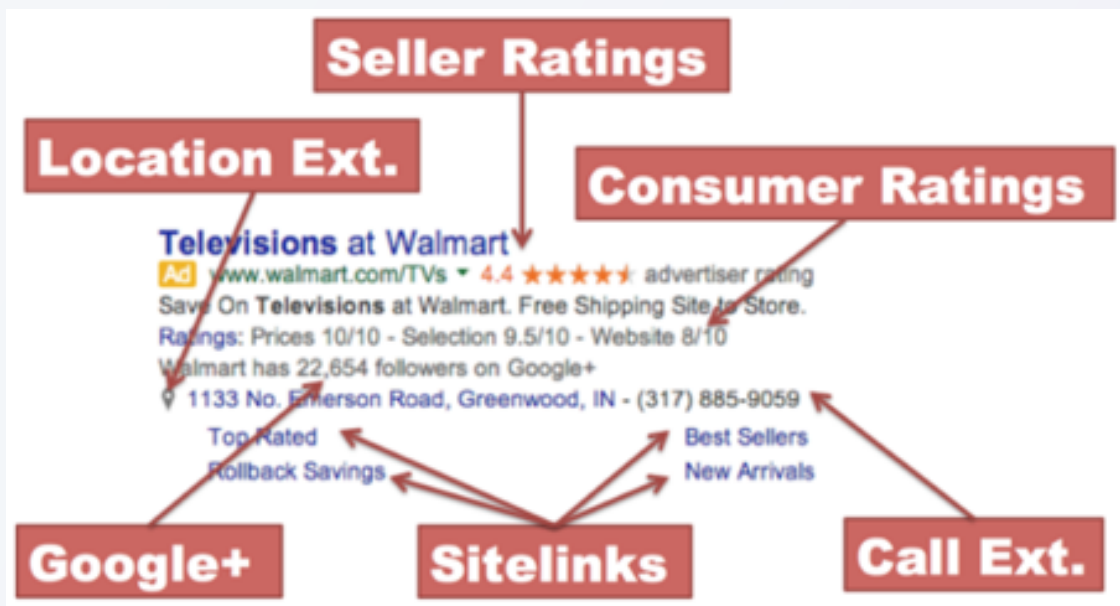 Seller Ratings
Location Ext.
Consumer Ratings
Televisions at Walmart
Ad www.walmart.com/TVs 4.4 advertiser rating
Save On Televisions at Walmart. Free Shipping Site to Store.
Ratings: Prices 10/10 - Selection 9.5/10 - Website 8/10
Walmart has 22,654 followers on Google+
1133 No. Emerson Road, Greenwood, IN - (317) 885-9059
Top Rated Best Sellers
Rollback Savings New Arrivals
Google+ Sitelinks Call Ext.